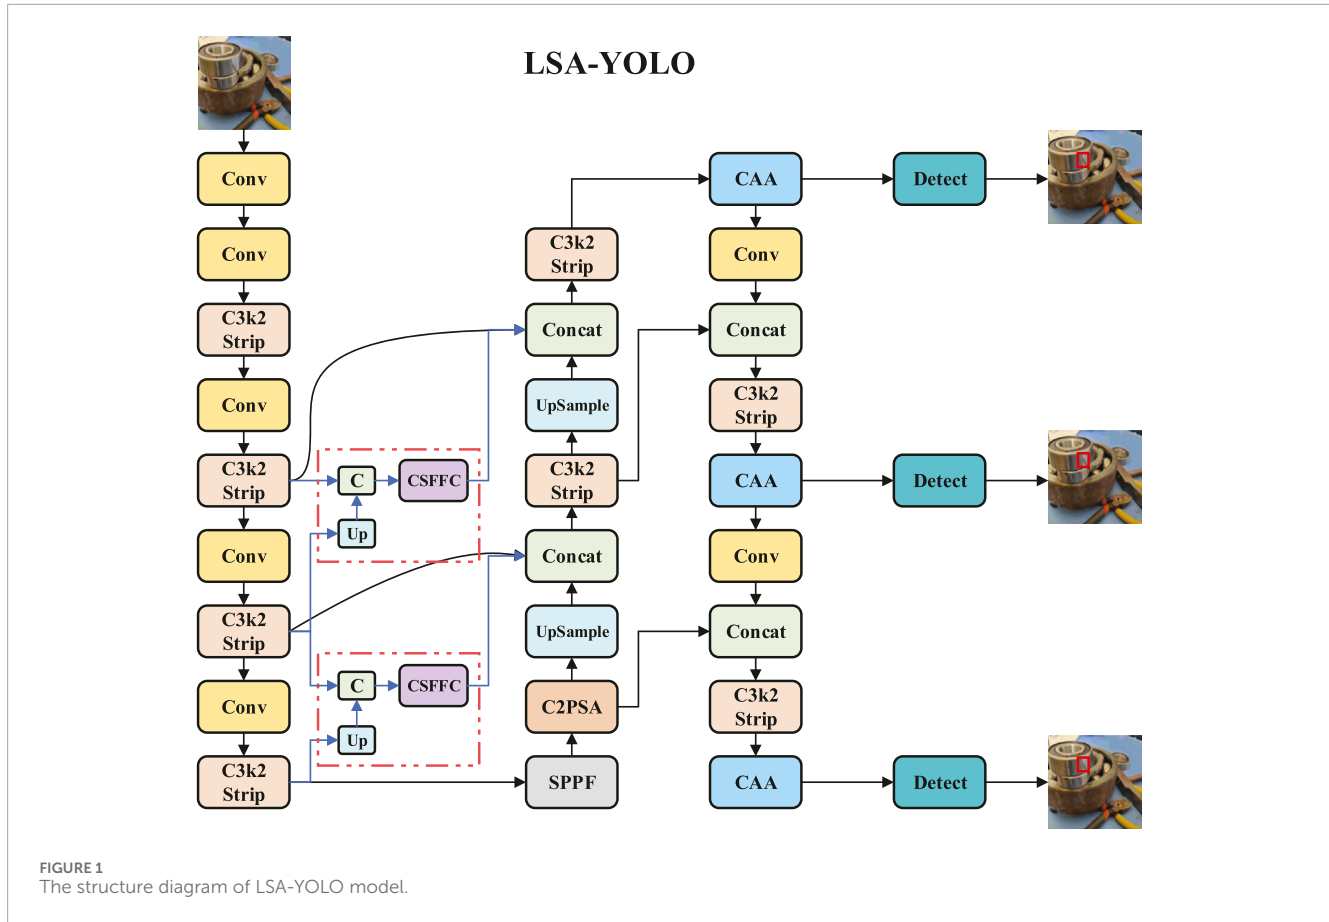 LSA-YOLO
Conv
Conv
C3k2
Strip
Conv
C3k2
Strip
Conv
C3k2
Strip
Conv
C3k2
Strip
C
CSFFC
Up
C
CSFFC
Up
C3k2
Strip
Concat
UpSample
C3k2
Strip
Concat
UpSample
C2PSA
SPPF
CAA
Conv
Concat
C3k2
Strip
CAA
Conv
Concat
C3k2
Strip
CAA
Detect
Detect
Detect
FIGURE 1
The structure diagram of LSA-YOLO model.